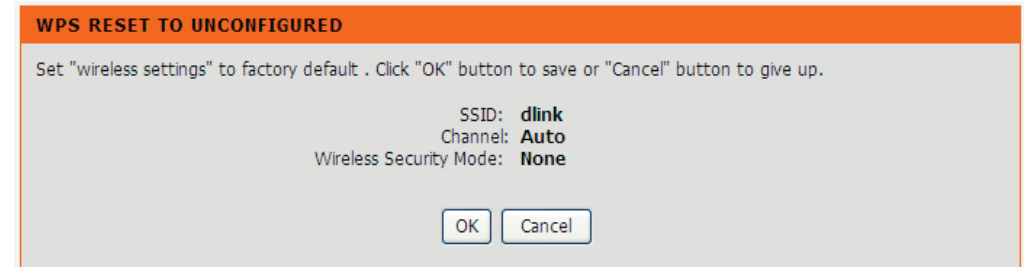 WPS RESET TO UNCONFIGURED
Set "wireless settings" to factory default . Click "OK" button to save or "Cancel" button to give up.
SSID: dlink
Channel: Auto
Wireless Security Mode: None
OK Cancel